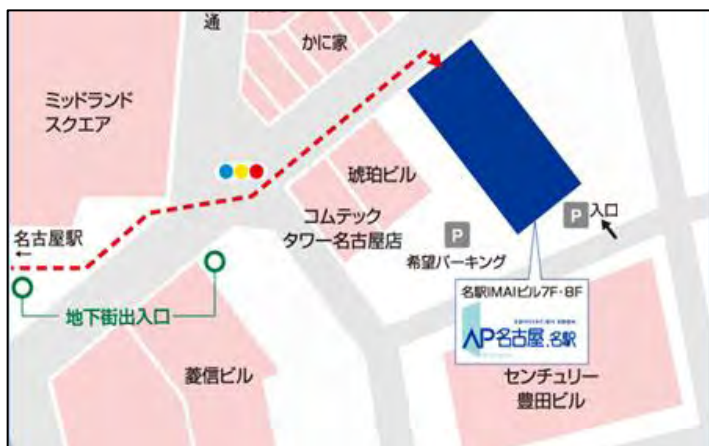 通
かに家
ミッドランド
スクエア
琥珀ビル
コムテック
タワー名古屋店
P
入口
P
希望パーキング
名古屋駅
←
地下街出入口
名駅IMAIビル7F・8F
AP名古屋.名駅
菱信ビル
センチュリー
豊田ビル